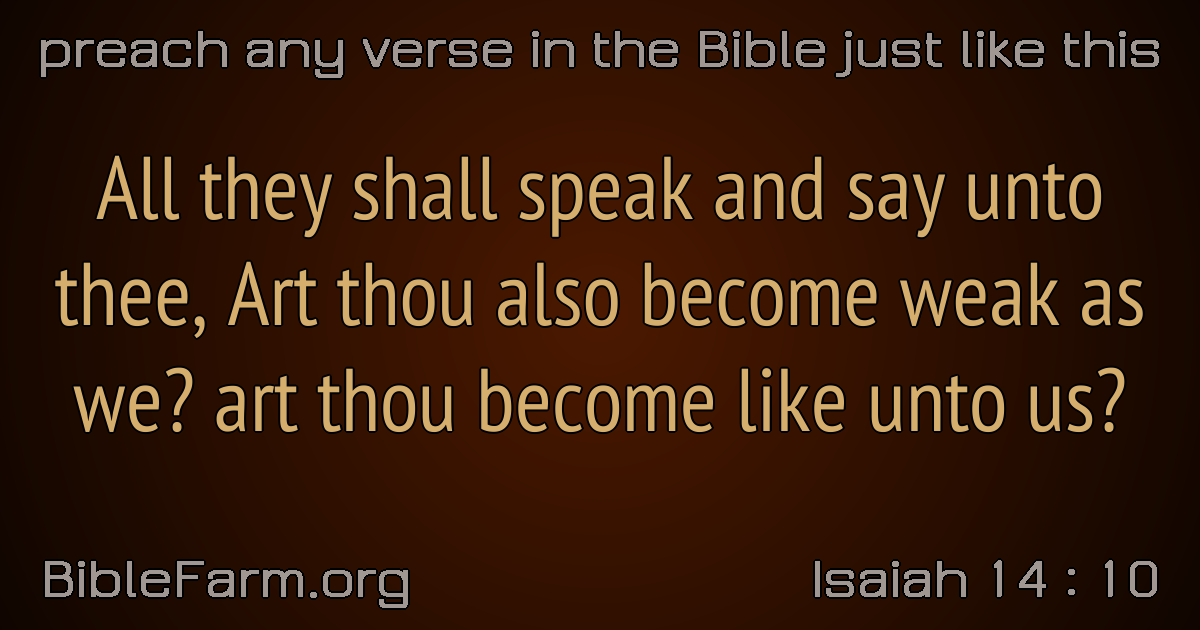 preach any verse in the Bible just like this
All they shall speak and say unto
thee, Art thou also become weak as
we? art thou become like unto us?
BibleFarm.org
Isaiah 14 : 10